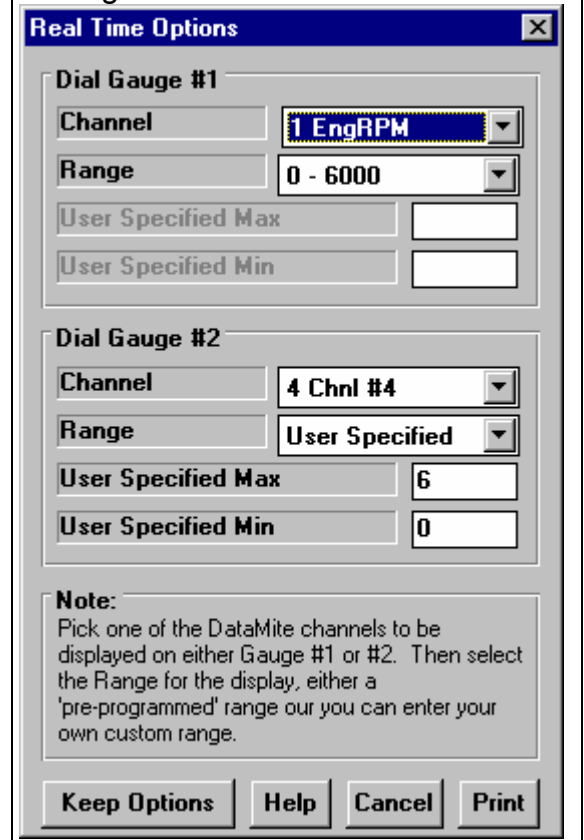 Real Time Options
Dial Gauge #1
Channel 1 EngRPM
Range 0 - 6000
User Specified Max
User Specified Min
Dial Gauge #2
Channel 4 Chnl #4
Range User Specified
User Specified Max 6
User Specified Min 0
Note:
Pick one of the DataMite channels to be
displayed on either Gauge #1 or #2. Then select
the Range for the display, either a
'pre-programmed' range our you can enter your
own custom range.
Keep Options Help Cancel Print